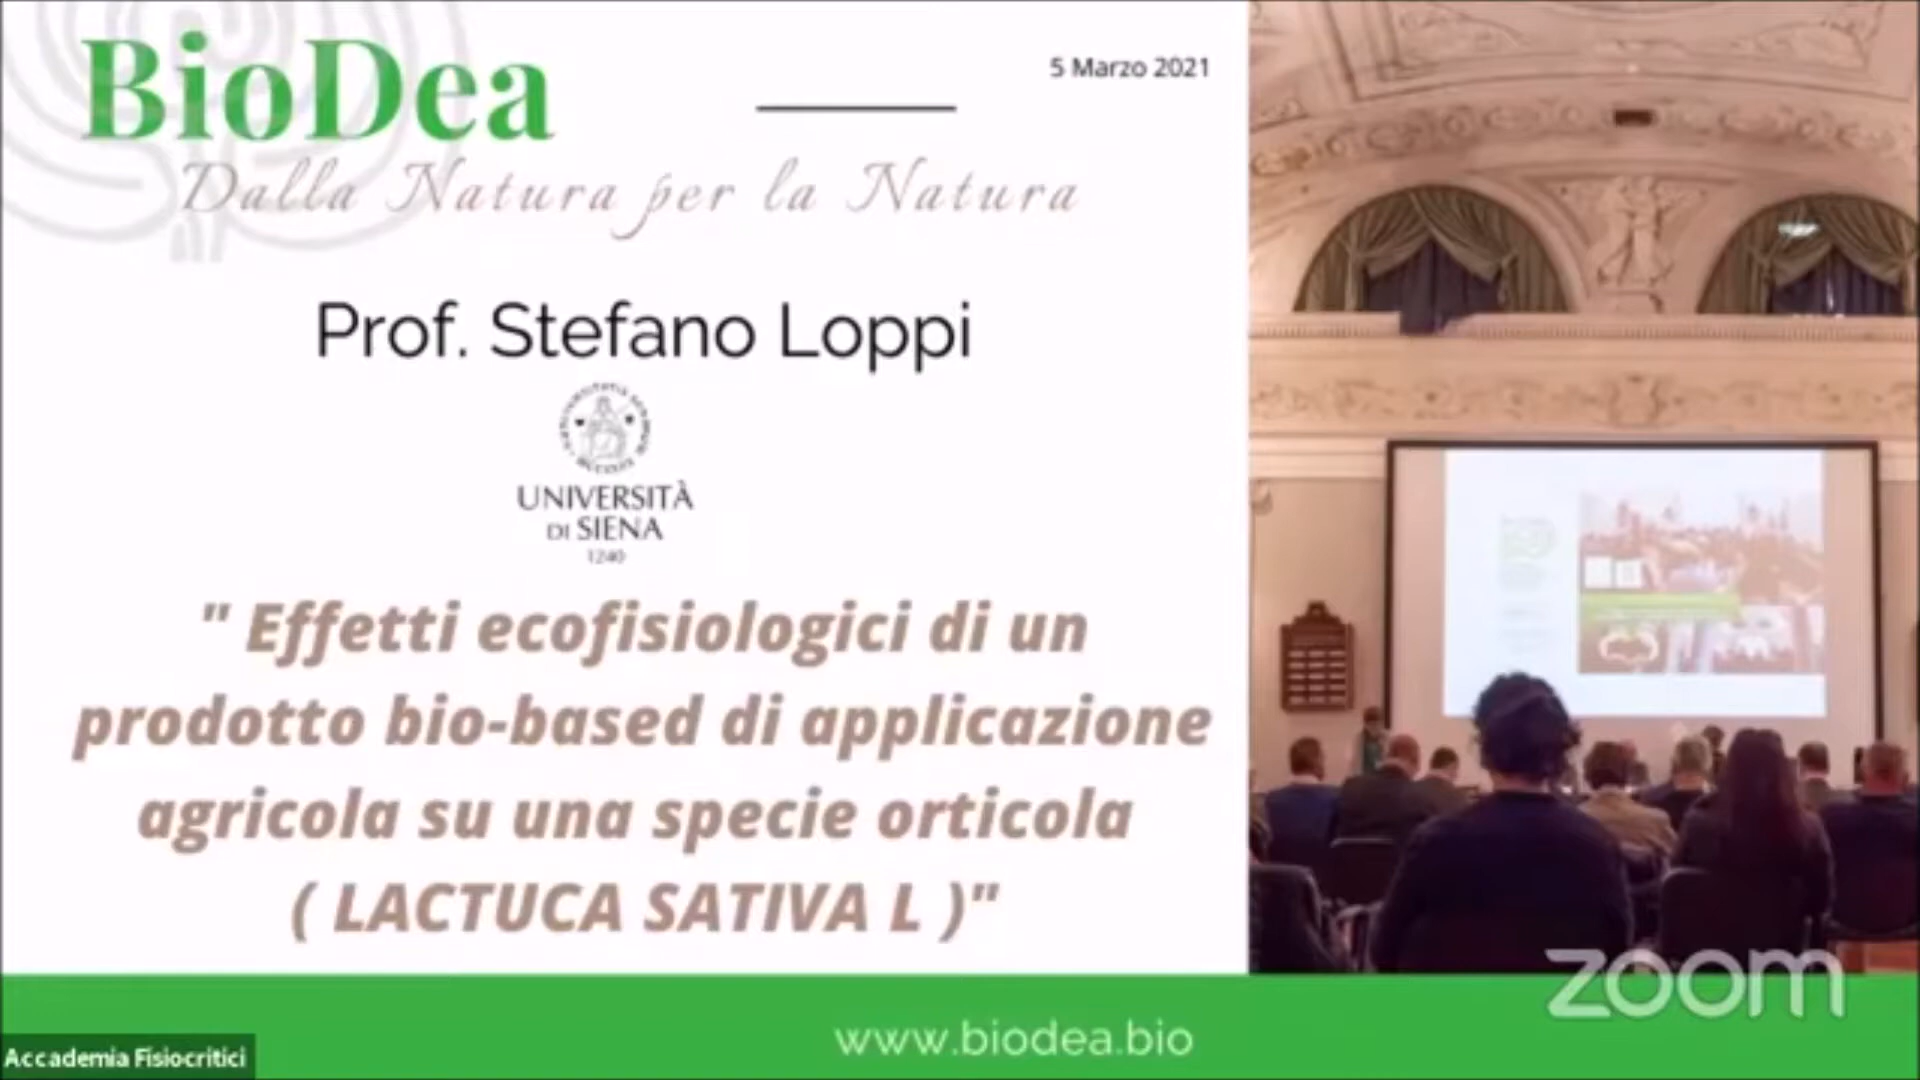 BioDea
5 Marzo 2021
Dalla Natura per la Natura
Prof. Stefano Loppi
UNIVERSITÀ
DI SIENA
1240
" Effetti ecofisiologici di un
prodotto bio-based di applicazione
agricola su una specie orticola
( LACTUCA SATIVA L )"
zoom
www.biodea.bio
Accademia Fisiocritici